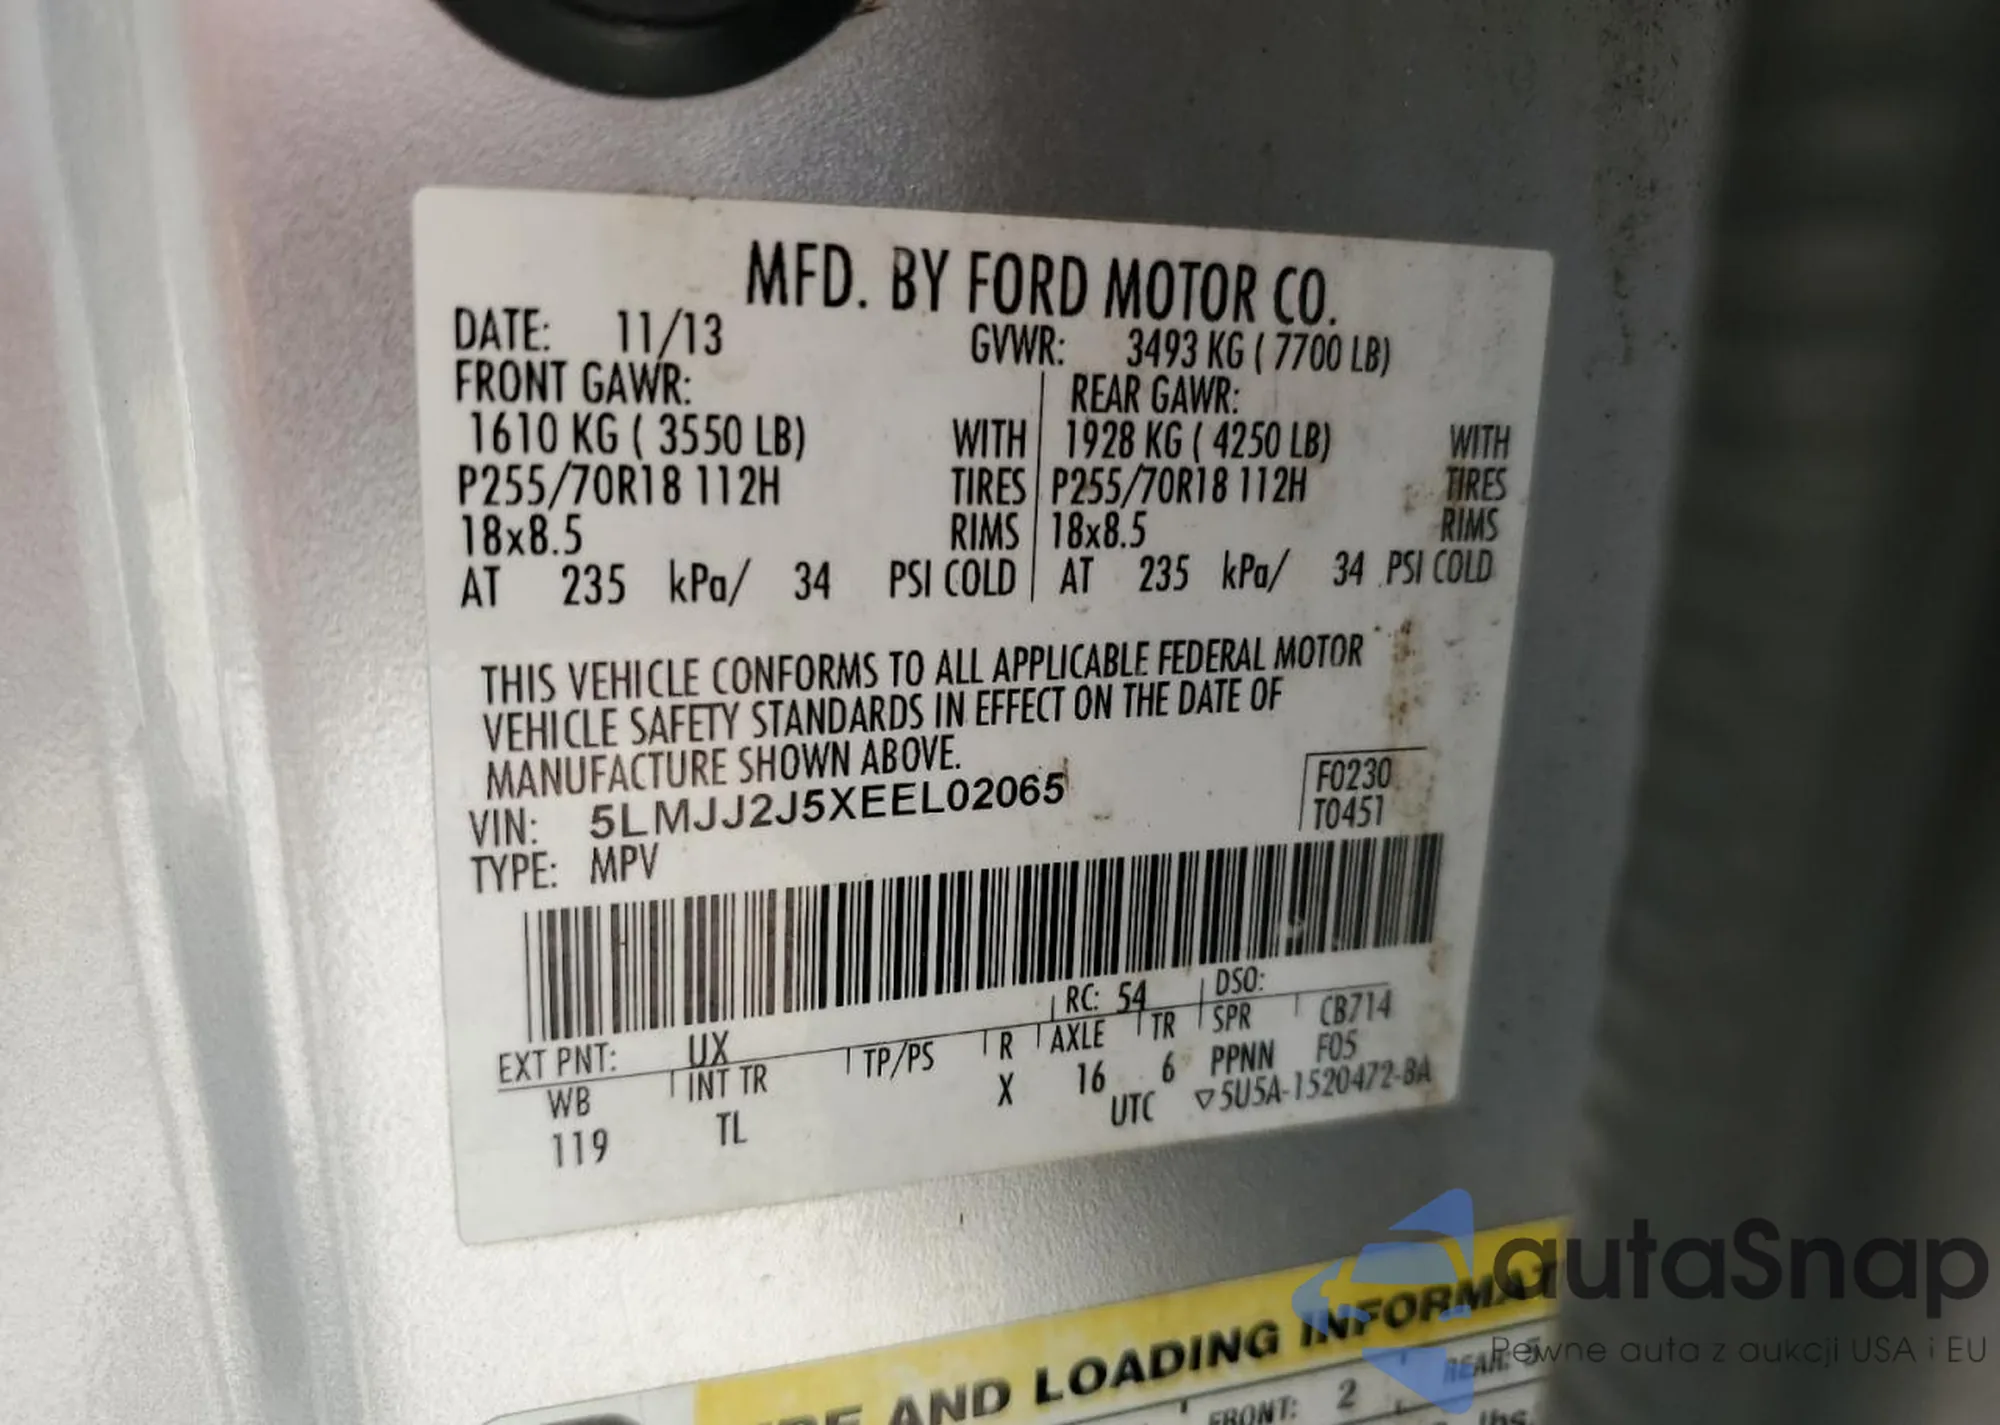 MFD. BY FORD MOTOR CO.
DATE: 11/13 GVWR: 3493 KG ( 7700 LB)
FRONT GAWR: REAR GAWR:
1610 KG ( 3550 LB) WITH 1928 KG ( 4250 LB) WITH
P255/70R18 112H TIRES P255/70R18 112H TIRES
18x8.5 RIMS 18x8.5 RIMS
AT 235 kPa/ 34 PSI COLD AT 235 kPa/ 34 PSI COLD
THIS VEHICLE CONFORMS TO ALL APPLICABLE FEDERAL MOTOR
VEHICLE SAFETY STANDARDS IN EFFECT ON THE DATE OF
MANUFACTURE SHOWN ABOVE.
VIN: 5LMJJ2J5XEEL02065 F0230
TYPE: MPV T0451
RC: 54 DSO:
EXT PNT: UX CB714
WB INT TR TP/PS R AXLE TR SPR F05
119 TL X 16 6 PPNN
UTC ▽5U5A-1520472-BA
AND LOADING
FRONT: 2 REAR:
lbs.
autaSnap
Pewne auta z aukcji USA i EU